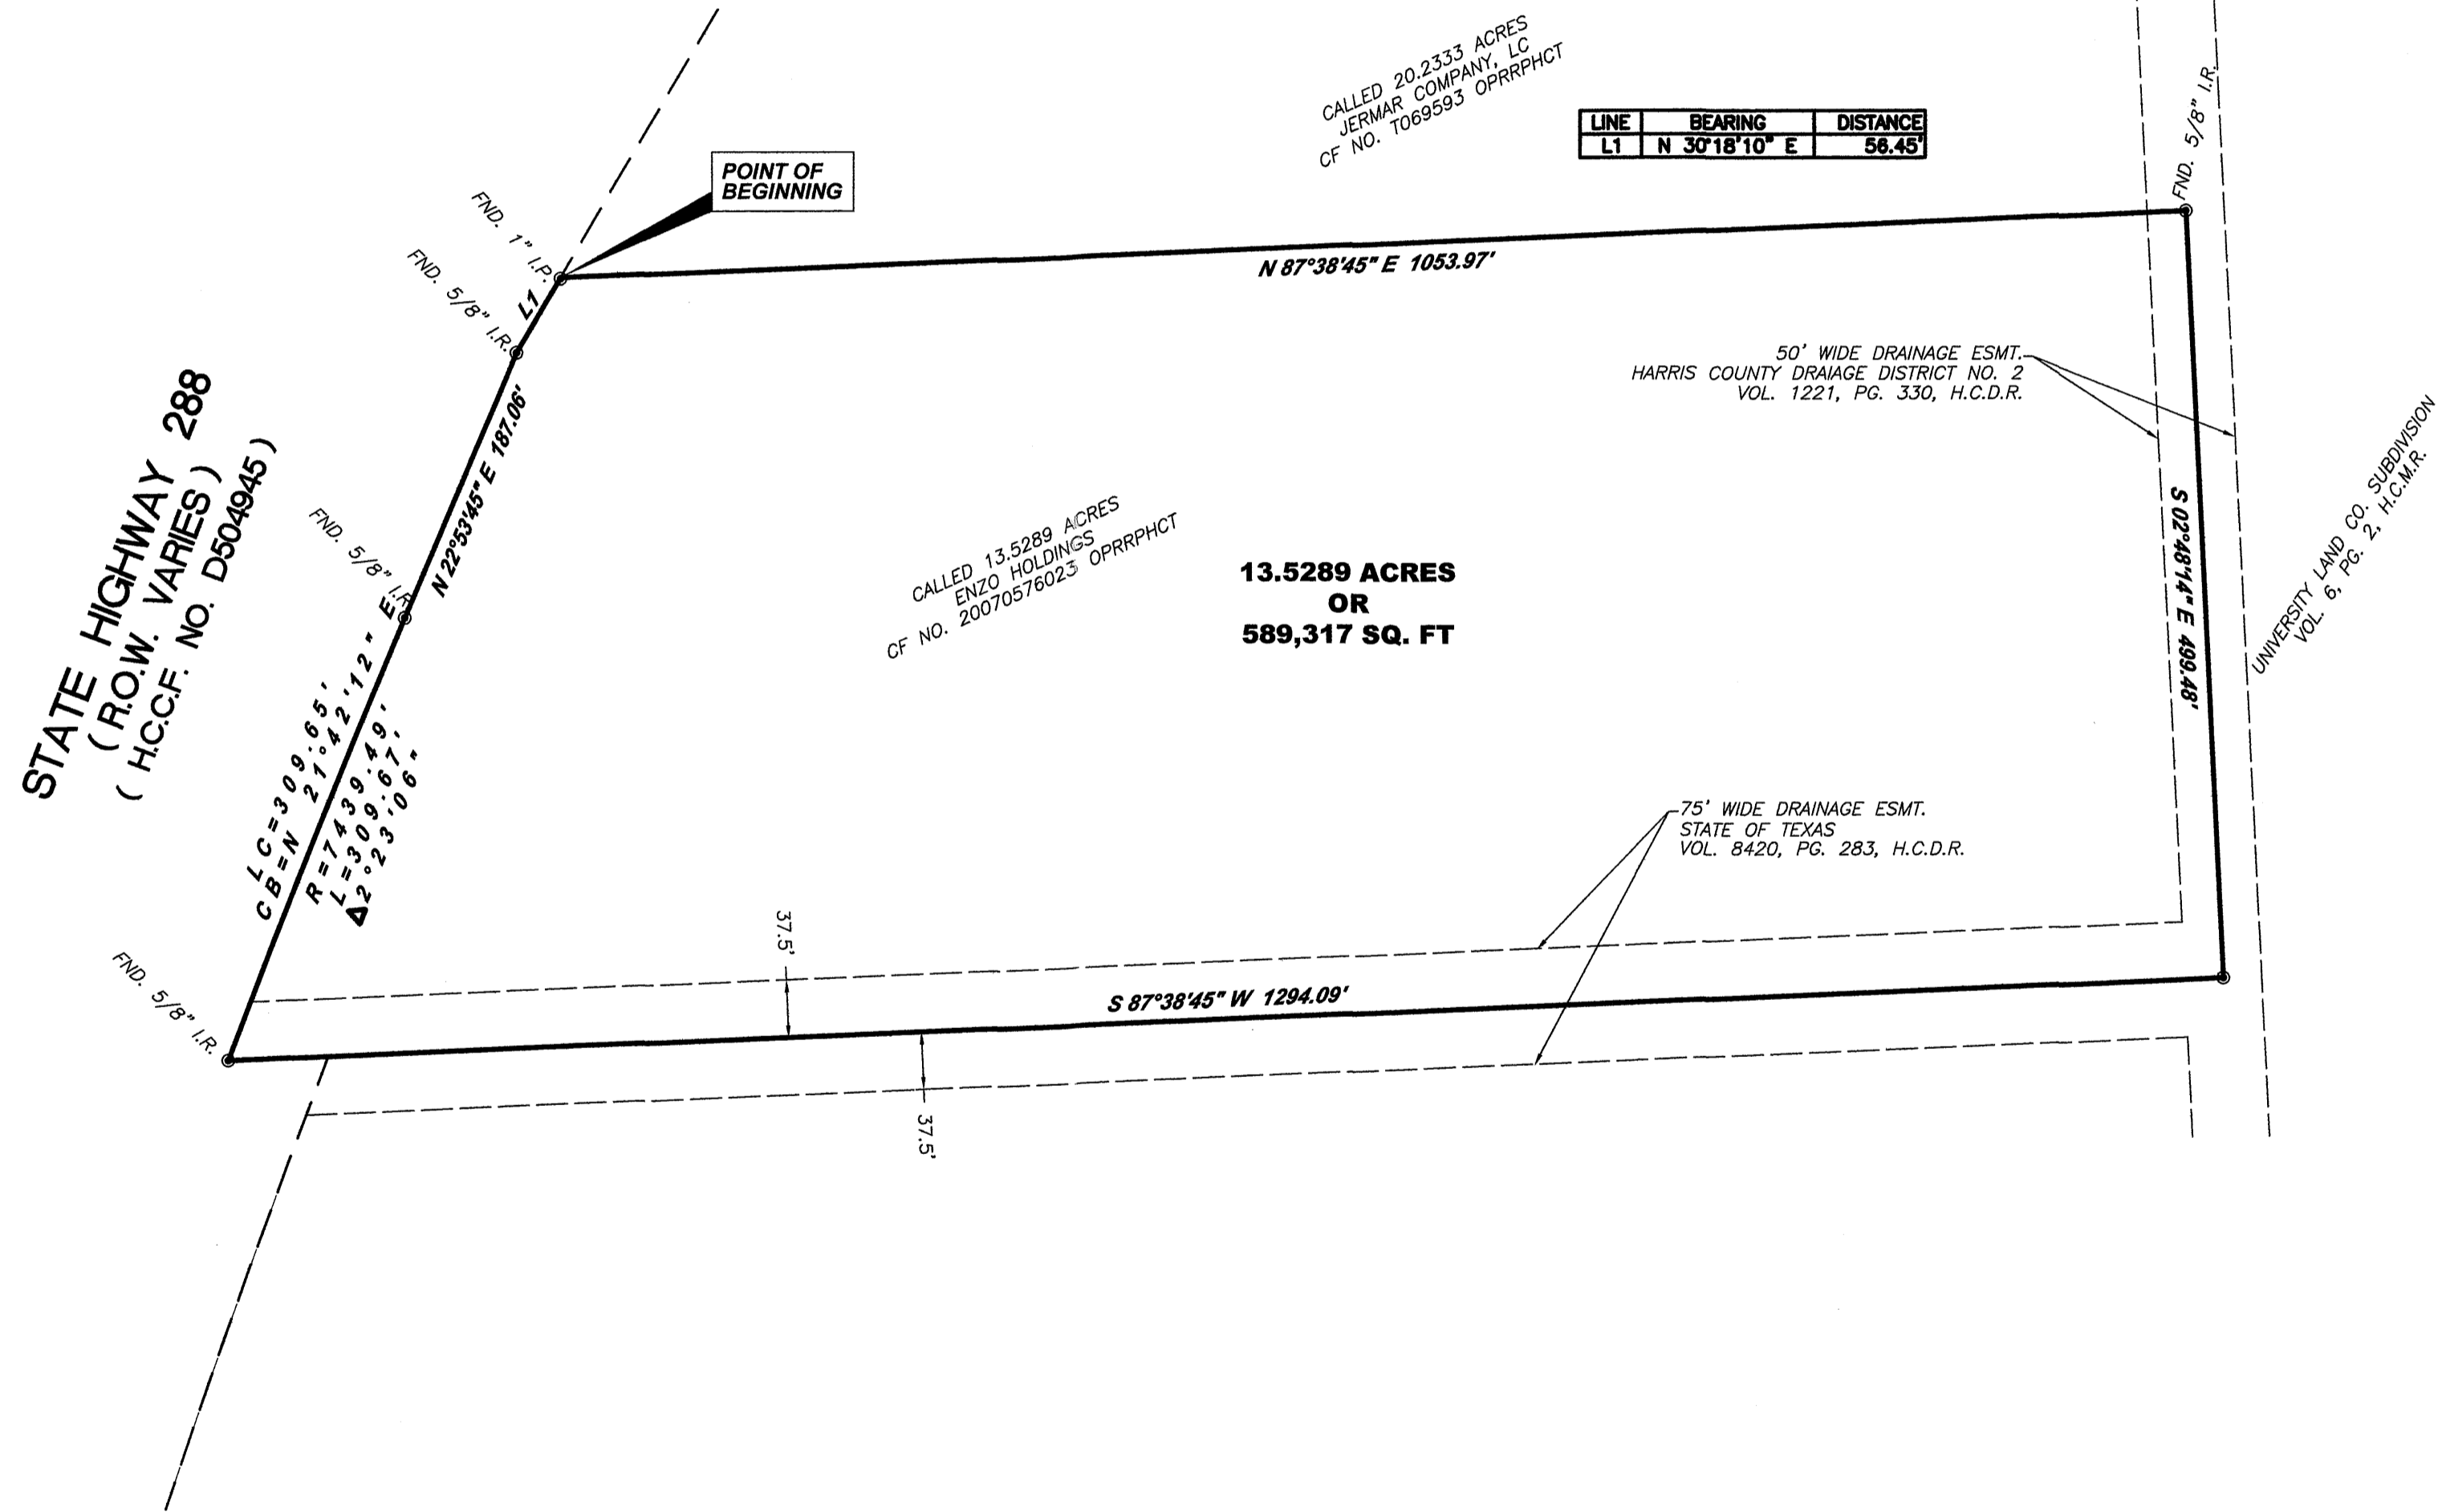 CALLED 20.2333 ACRES
JERMAR COMPANY, LC
CF NO. T069593 OPRRPHCT
LINE BEARING DISTANCE
L1 N 30°18'10" E 56.45'
FND. 5/8" I.R.
POINT OF
BEGINNING
FND. 1" I.P.
FND. 5/8" I.R.
L1
N 87°38'45" E 1053.97'
50' WIDE DRAINAGE ESMT.
HARRIS COUNTY DRAIAGE DISTRICT NO. 2
VOL. 1221, PG. 330, H.C.D.R.
STATE HIGHWAY 288
( R.O.W. VARIES )
( H.C.C.F. NO. D504945 )
N 22°53'45" E 187.06'
FND. 5/8" I.R.
CALLED 13.5289 ACRES
ENZO HOLDINGS
CF NO. 20070576023 OPRRPHCT
13.5289 ACRES
OR
589,317 SQ. FT
S 02°48'14" E 499.48'
UNIVERSITY LAND CO. SUBDIVISION
VOL. 6, PG. 2, H.C.M.R.
LC=309.65'
CB=N 21°42'12" E
R=7439.49'
L=309.67'
Δ2°23'06"
75' WIDE DRAINAGE ESMT.
STATE OF TEXAS
VOL. 8420, PG. 283, H.C.D.R.
37.5'
FND. 5/8" I.R.
S 87°38'45" W 1294.09'
37.5'